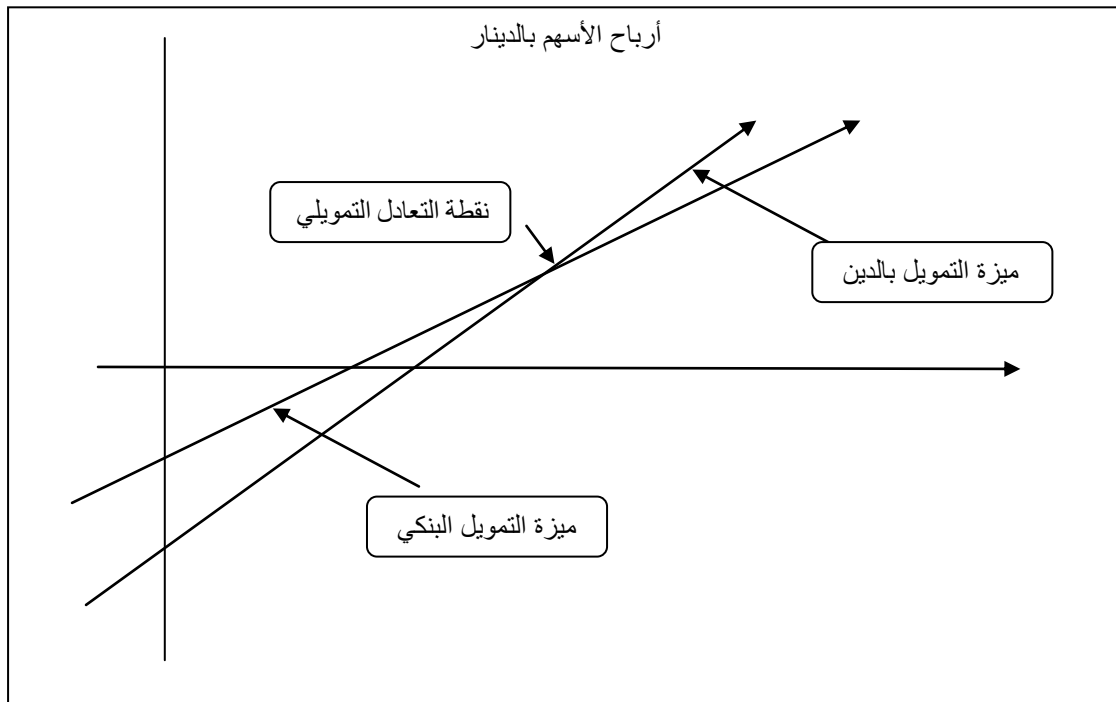 أرباح الأسهم بالدينار
نقطة التعادل التمويلي
ميزة التمويل بالدين
ميزة التمويل البنكي